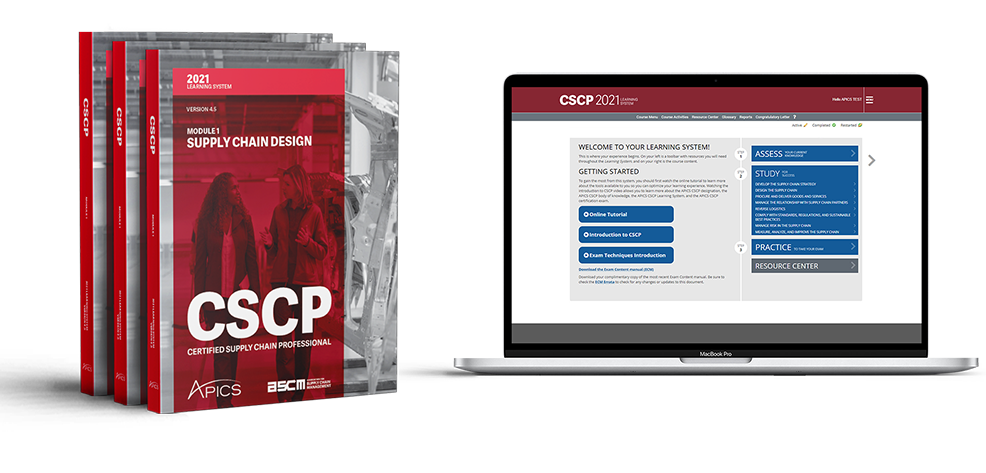 CSCP
CSCP
CSCP
MODULE 1
APICS
2021
LEARNING SYSTEM
VERSION 4.5
MODULE 1
SUPPLY CHAIN DESIGN
CSCP
CERTIFIED SUPPLY CHAIN PROFESSIONAL
APICS
ascm
ASSOCIATION FOR
SUPPLY CHAIN
MANAGEMENT
CSCP 2021 LEARNING
SYSTEM
Hello APICS TEST
Course Menu Course Activities Resource Center Glossary Reports Congratulatory Letter ?
Active Completed Restarted
WELCOME TO YOUR LEARNING SYSTEM!
This is where your experience begins. On your left is a toolbar with resources you will need
throughout the Learning System and on your right is the course content.
GETTING STARTED
To gain the most from this system you should first watch the online tutorial to learn more
about the tools available to you so you can optimize your learning experience. Watching the
Introduction to CSCP video allows you to learn more about the APICS CSCP designation, the
APICS CSCP body of knowledge, the APICS CSCP Learning System, and the APICS CSCP
certification exam.
Online Tutorial
Introduction to CSCP
Exam Techniques Introduction
Download the Exam Content manual (ECM)
Download your complimentary copy of the most recent Exam Content manual. Be sure to
check the ECM Errata to check for any changes or updates to this document.
STEP
1
ASSESS YOUR CURRENT
KNOWLEDGE
STEP
2
STUDY FOR
SUCCESS
DEVELOP THE SUPPLY CHAIN STRATEGY
DESIGN THE SUPPLY CHAIN
PROCURE AND DELIVER GOODS AND SERVICES
MANAGE THE RELATIONSHIP WITH SUPPLY CHAIN PARTNERS
REVERSE LOGISTICS
COMPLY WITH STANDARDS, REGULATIONS, AND SUSTAINABLE
BEST PRACTICES
MANAGE RISK IN THE SUPPLY CHAIN
MEASURE, ANALYZE, AND IMPROVE THE SUPPLY CHAIN
STEP
3
PRACTICE TO TAKE YOUR EXAM
RESOURCE CENTER
MacBook Pro